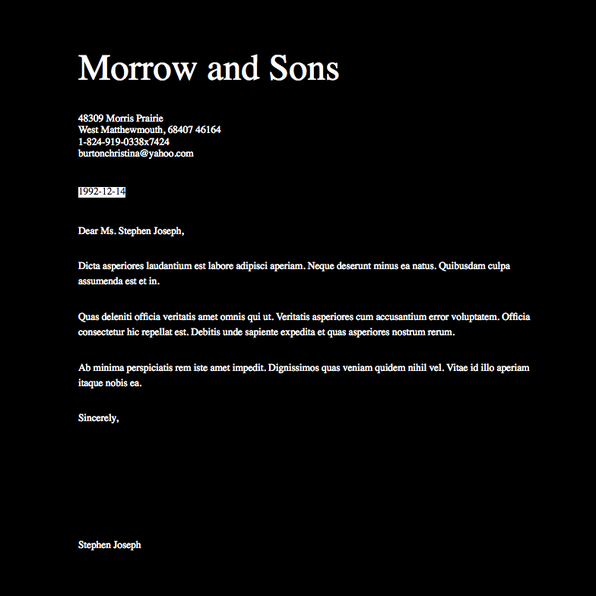 Morrow and Sons
48309 Morris Prairie
West Matthewmouth, 68407 46164
1-824-919-0338x7424
burtonchristina@yahoo.com
1992-12-14
Dear Ms. Stephen Joseph,
Dicta asperiores laudantium est labore adipisci aperiam. Neque deserunt minus ea natus. Quibusdam culpa
assumenda est et in.
Quas deleniti officia veritatis amet omnis qui ut. Veritatis asperiores cum accusantium error voluptatem. Officia
consectetur hic repellat est. Debitis unde sapiente expedita et quas asperiores nostrum rerum.
Ab minima perspiciatis rem iste amet impedit. Dignissimos quas veniam quidem nihil vel. Vitae id illo aperiam
itaque nobis ea.
Sincerely,
Stephen Joseph